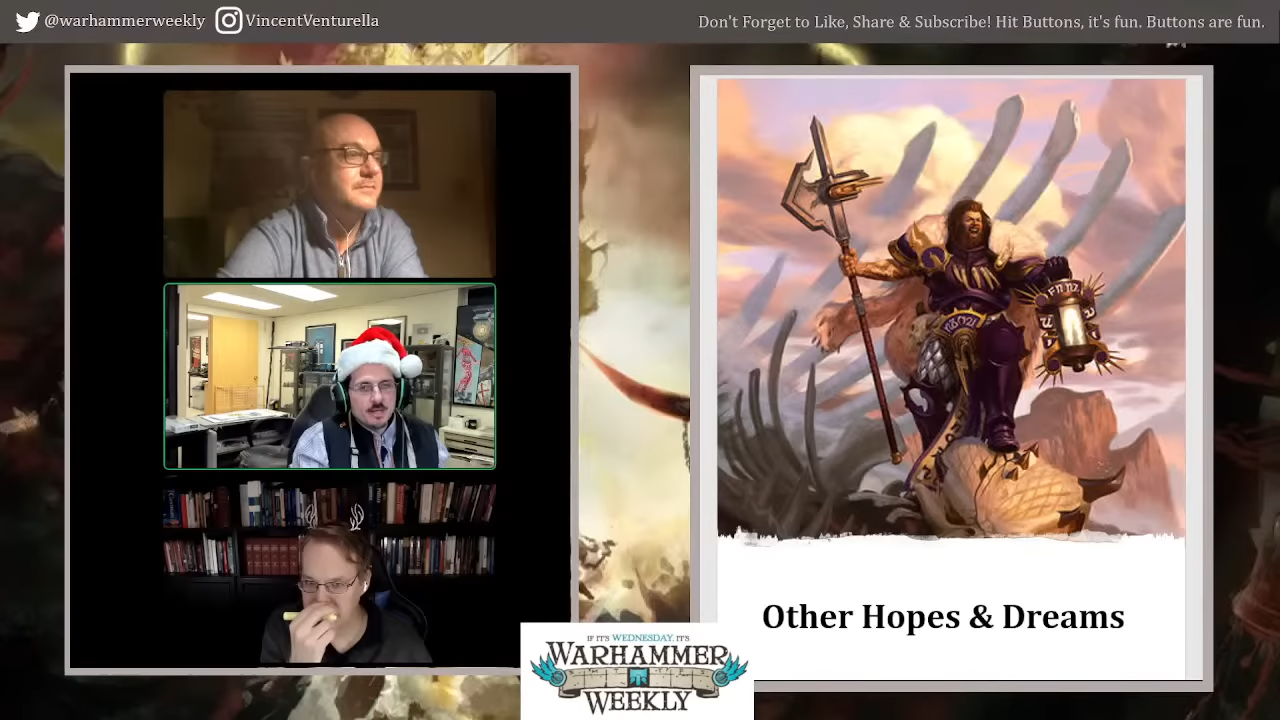 @warhammerweekly VincentVenturella
Don't Forget to Like, Share & Subscribe! Hit Buttons, it's fun. Buttons are fun.
Other Hopes & Dreams
IF IT'S WEDNESDAY, IT'S
WARHAMMER
WEEKLY